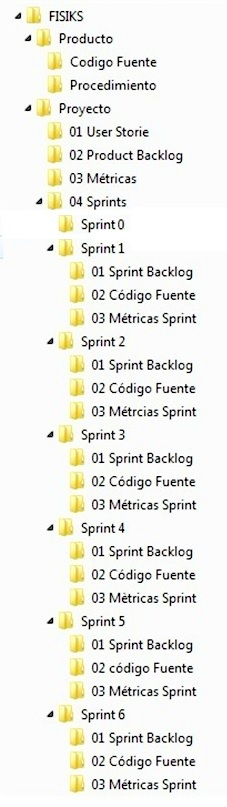 FISIKS
Producto
Codigo Fuente
Procedimiento
Proyecto
01 User Storie
02 Product Backlog
03 Métricas
04 Sprints
Sprint 0
Sprint 1
01 Sprint Backlog
02 Código Fuente
03 Métricas Sprint
Sprint 2
01 Sprint Backlog
02 Código Fuente
03 Métrcias Sprint
Sprint 3
01 Sprint Backlog
02 Código Fuente
03 Métricas Sprint
Sprint 4
01 Sprint Backlog
02 Código Fuente
03 Mètricas Sprint
Sprint 5
01 Sprint Backlog
02 código Fuente
03 Métricas Sprint
Sprint 6
01 Sprint Backlog
02 Código Fuente
03 Métricas Sprint